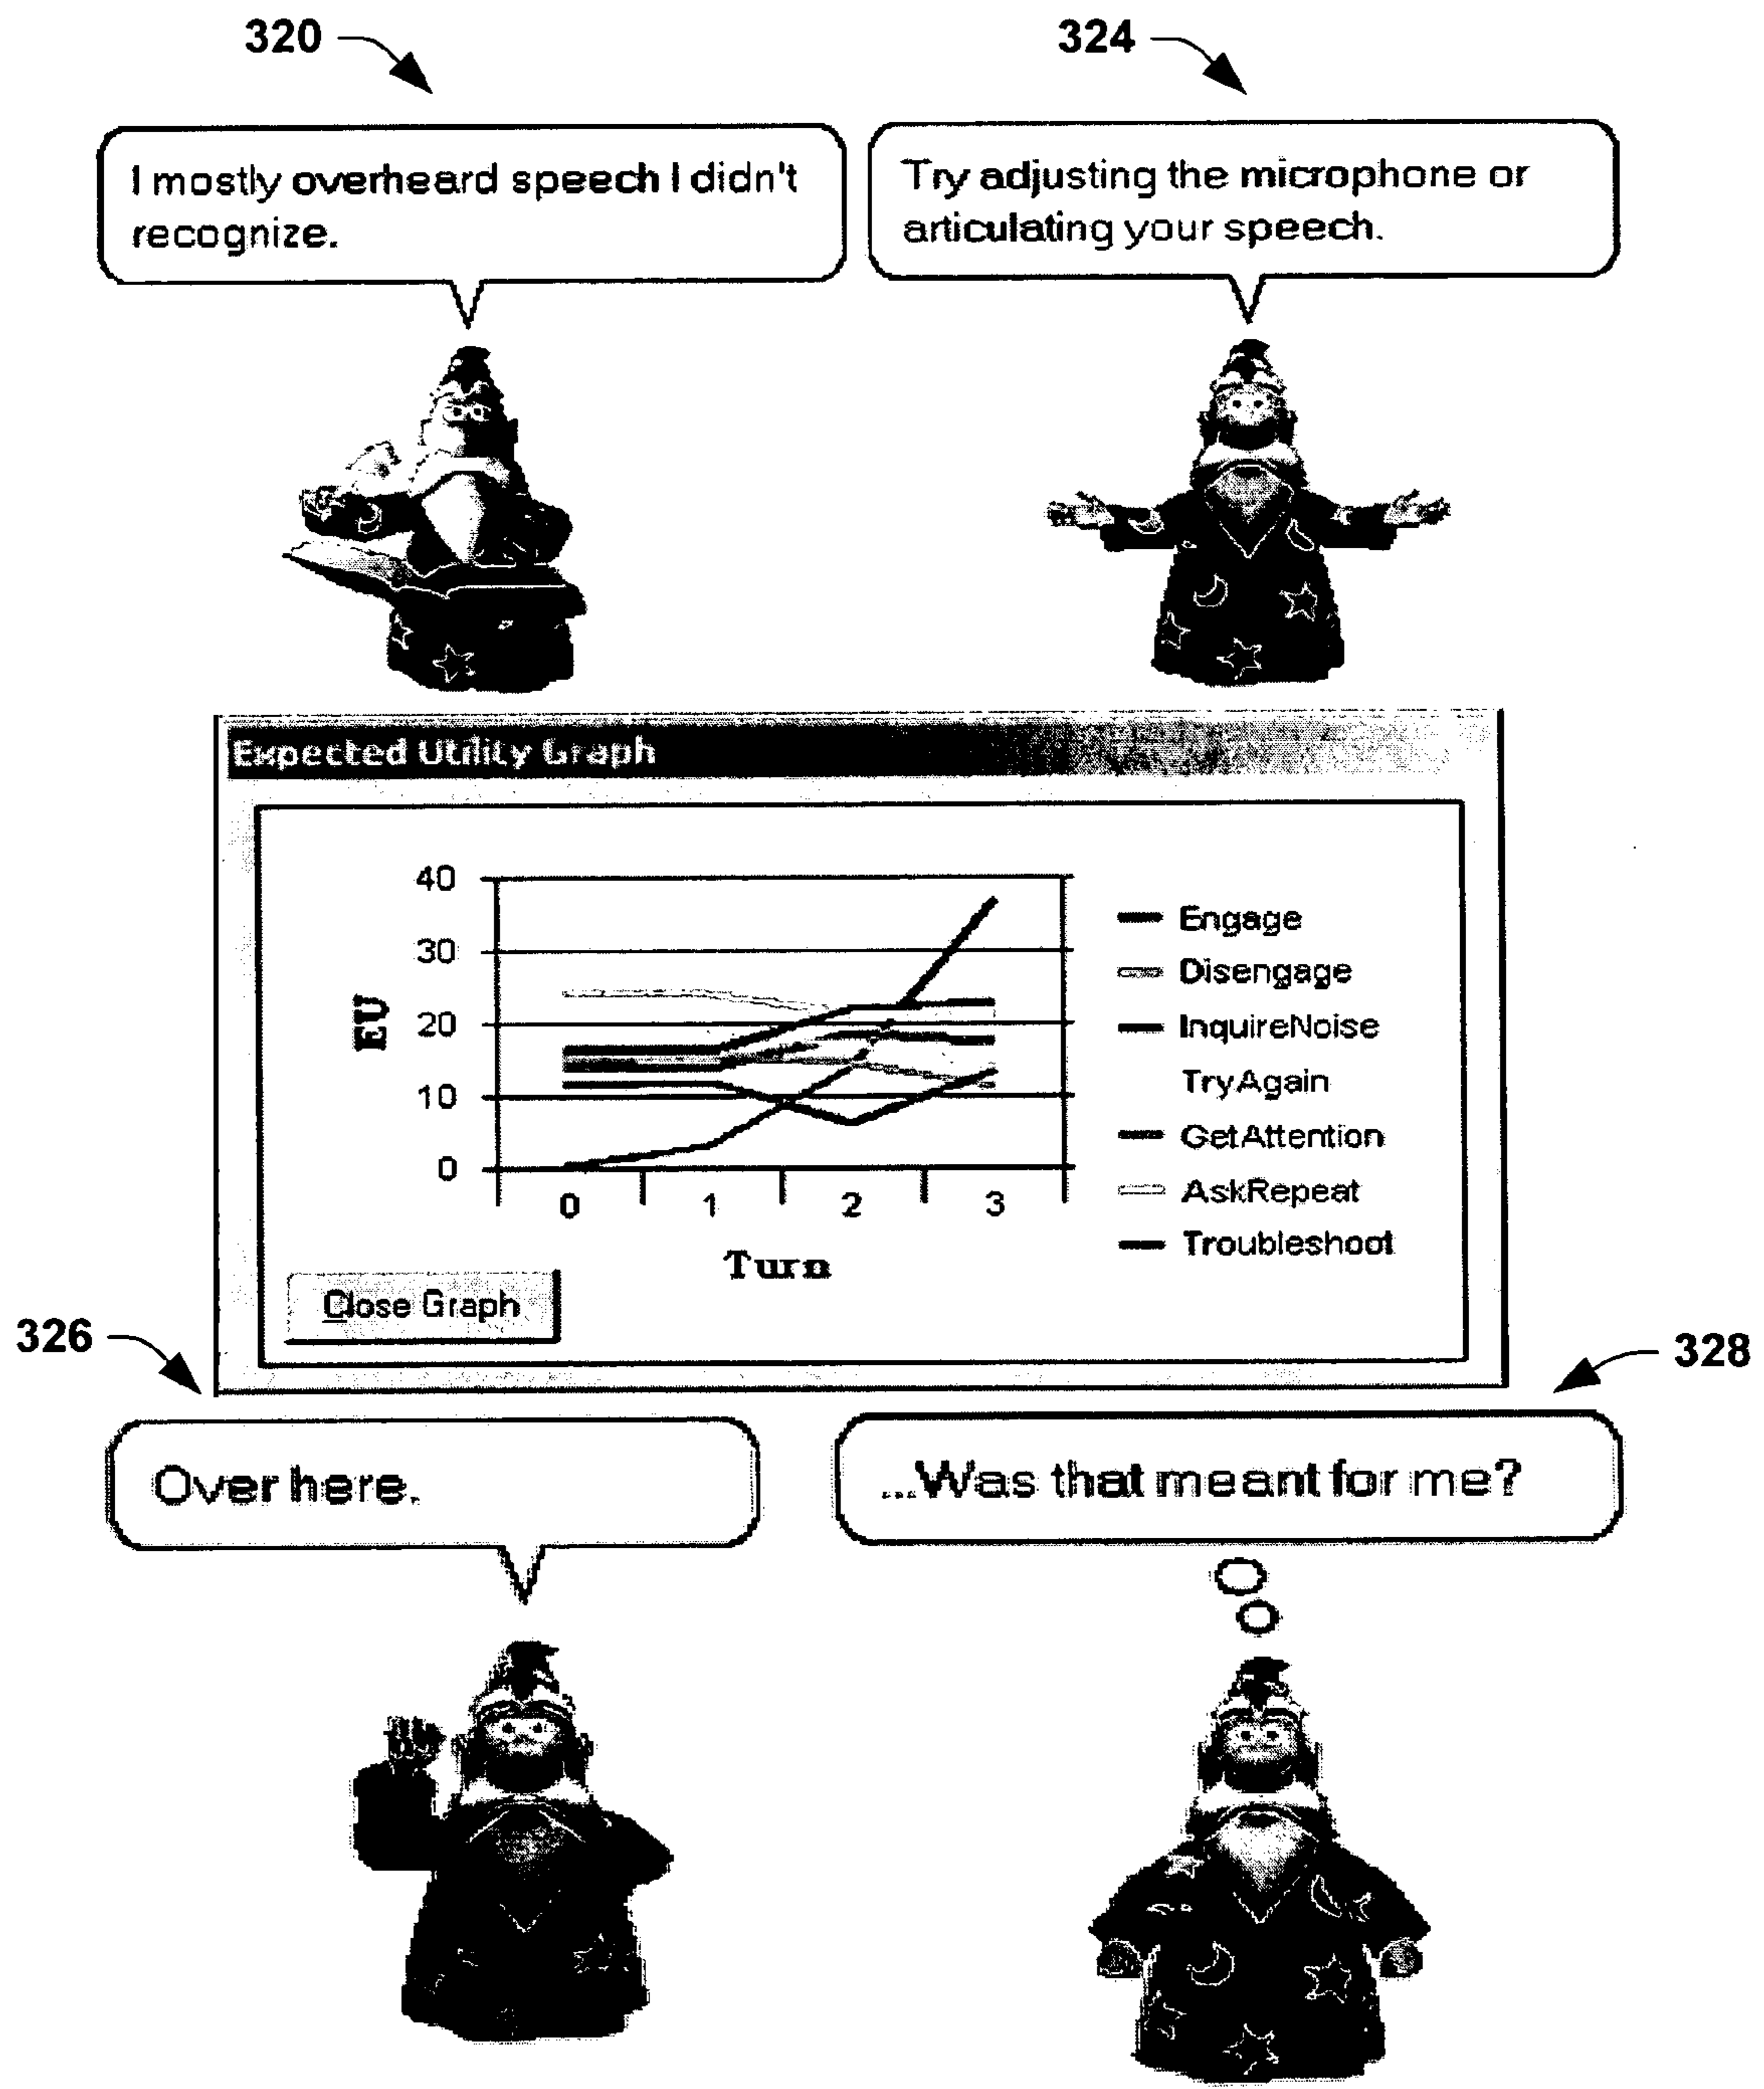 320
324
I mostly overheard speech I didn't
recognize.
Try adjusting the microphone or
articulating your speech.
Expected Utility Graph
40
30
20
10
0
EU
0 1 2 3
Turn
Engage
Disengage
InquireNoise
TryAgain
GetAttention
AskRepeat
Troubleshoot
Close Graph
326
328
Over here.
...Was that meant for me?